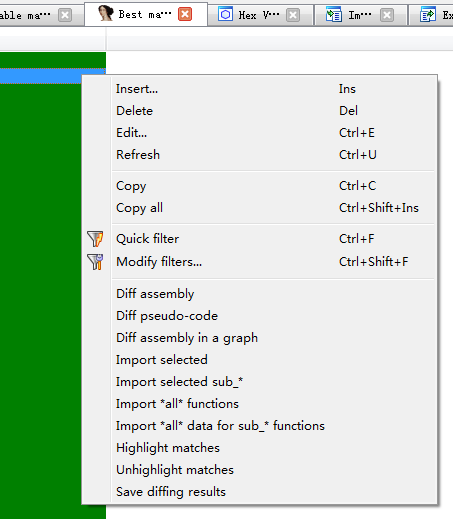 able ma… Best ma… Hex V… Im… Ex
Insert... Ins
Delete Del
Edit... Ctrl+E
Refresh Ctrl+U
Copy Ctrl+C
Copy all Ctrl+Shift+Ins
Quick filter Ctrl+F
Modify filters... Ctrl+Shift+F
Diff assembly
Diff pseudo-code
Diff assembly in a graph
Import selected
Import selected sub_*
Import *all* functions
Import *all* data for sub_* functions
Highlight matches
Unhighlight matches
Save diffing results